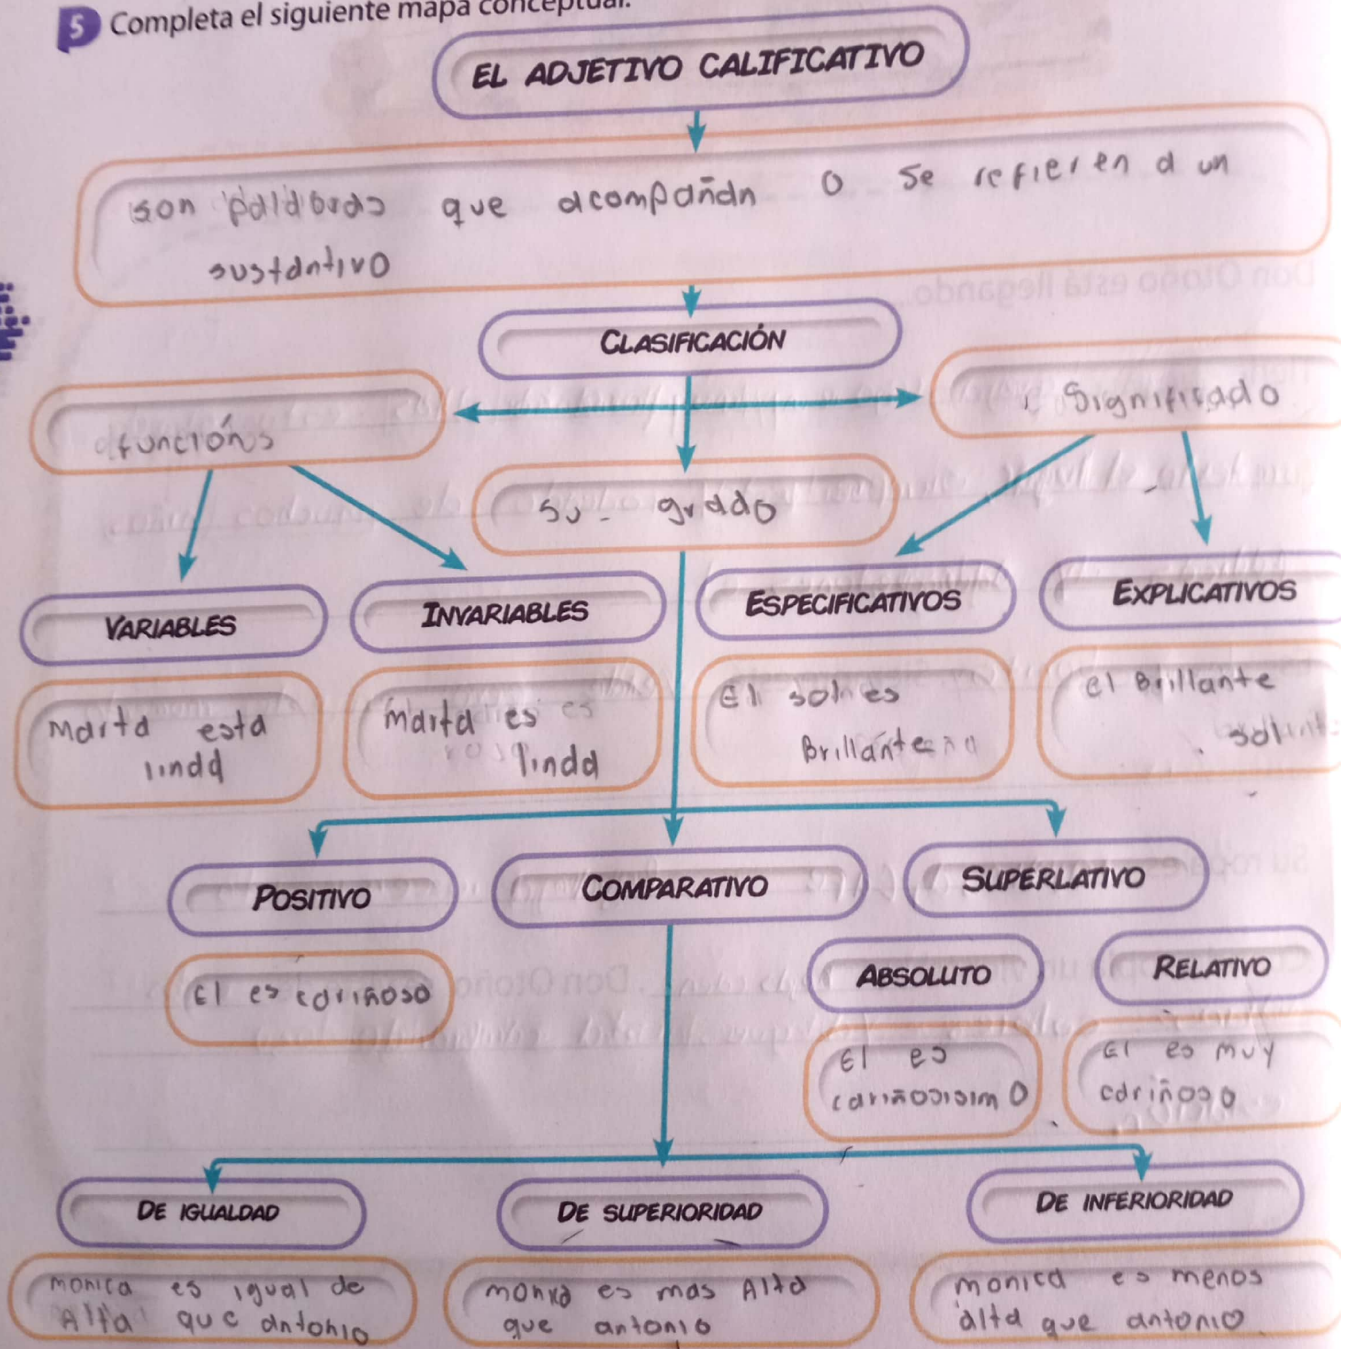 5 Completa el siguiente mapa conceptual.
EL ADJETIVO CALIFICATIVO
son palabras que acompañan o se refieren a un
sustantivo
CLASIFICACIÓN
función
Significado
su grado
VARIABLES
INVARIABLES
ESPECIFICATIVOS
EXPLICATIVOS
Marta esta
linda
Marta es
linda
El sol es
Brillante
el Brillante
sol
POSITIVO
COMPARATIVO
SUPERLATIVO
El es cariñoso
ABSOLUTO
RELATIVO
El es
cariñosisimo
El es muy
cariñoso
DE IGUALDAD
DE SUPERIORIDAD
DE INFERIORIDAD
monica es igual de
Alta que antonio
es mas Alta
que antonio
monica es menos
alta que antonio